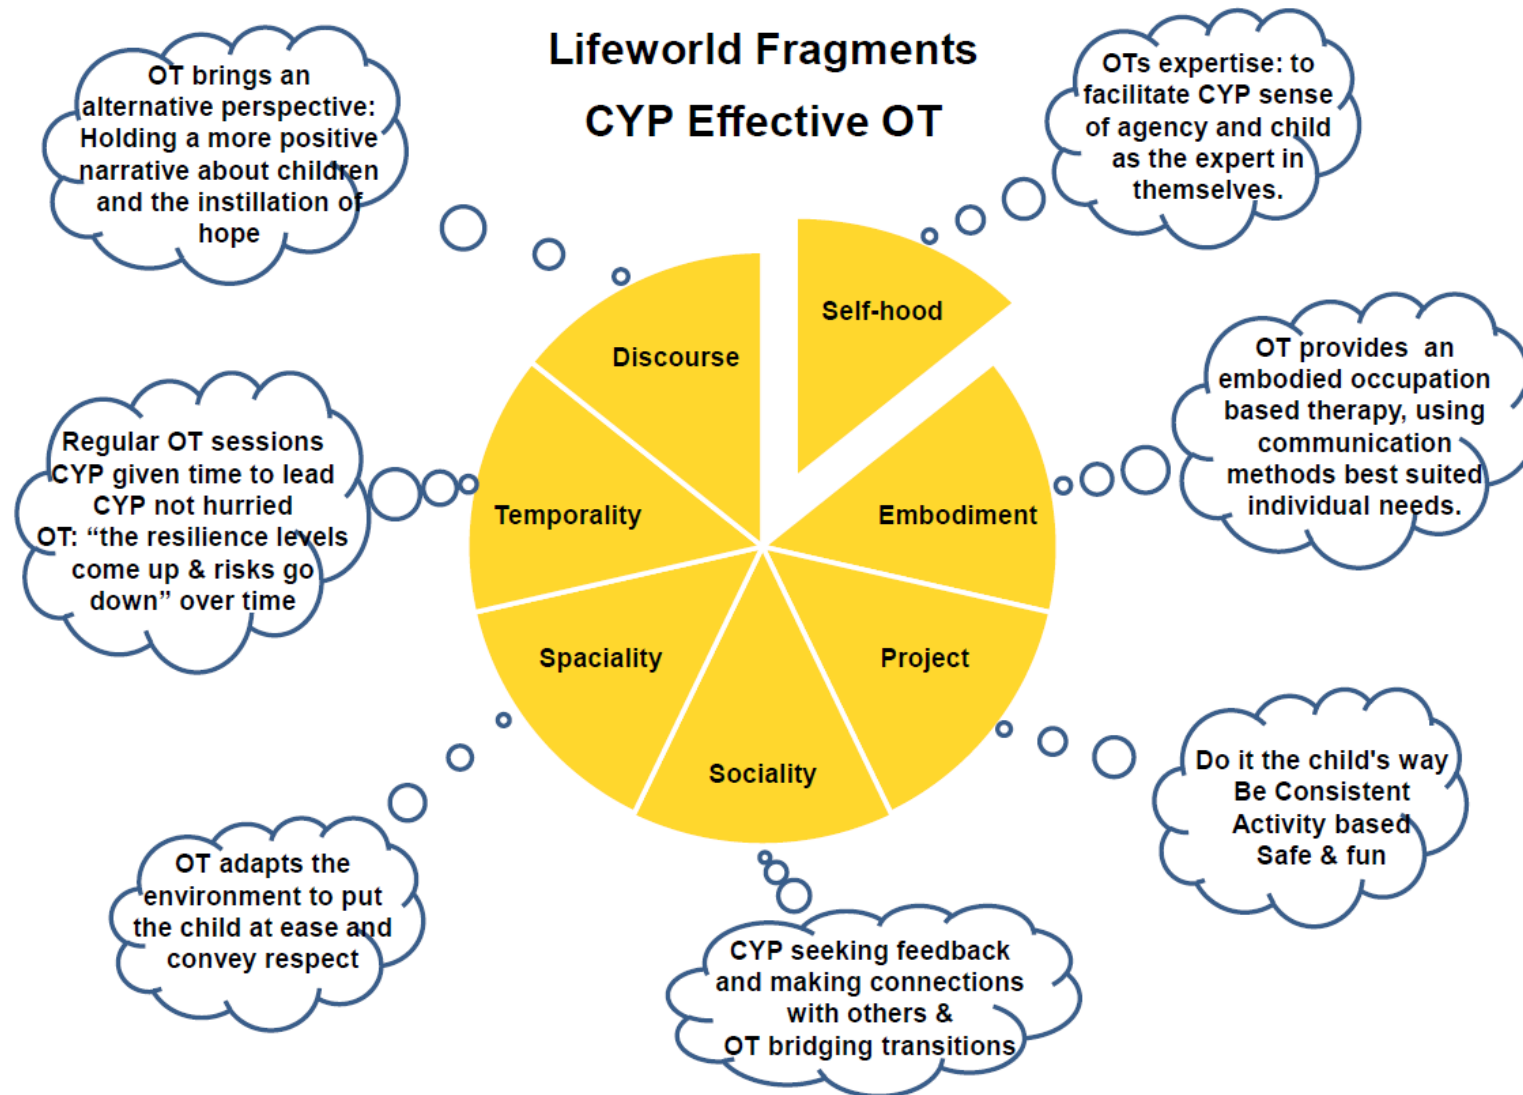 Lifeworld Fragments
CYP Effective OT
OT brings an
alternative perspective:
Holding a more positive
narrative about children
and the instillation of
hope
OTs expertise: to
facilitate CYP sense
of agency and child
as the expert in
themselves.
Self-hood
Discourse
OT provides an
embodied occupation
based therapy, using
communication
methods best suited
individual needs.
Regular OT sessions
CYP given time to lead
CYP not hurried
OT: “the resilience levels
come up & risks go
down” over time
Temporality
Embodiment
Spaciality
Project
Sociality
Do it the child's way
Be Consistent
Activity based
Safe & fun
OT adapts the
environment to put
the child at ease and
convey respect
CYP seeking feedback
and making connections
with others &
OT bridging transitions